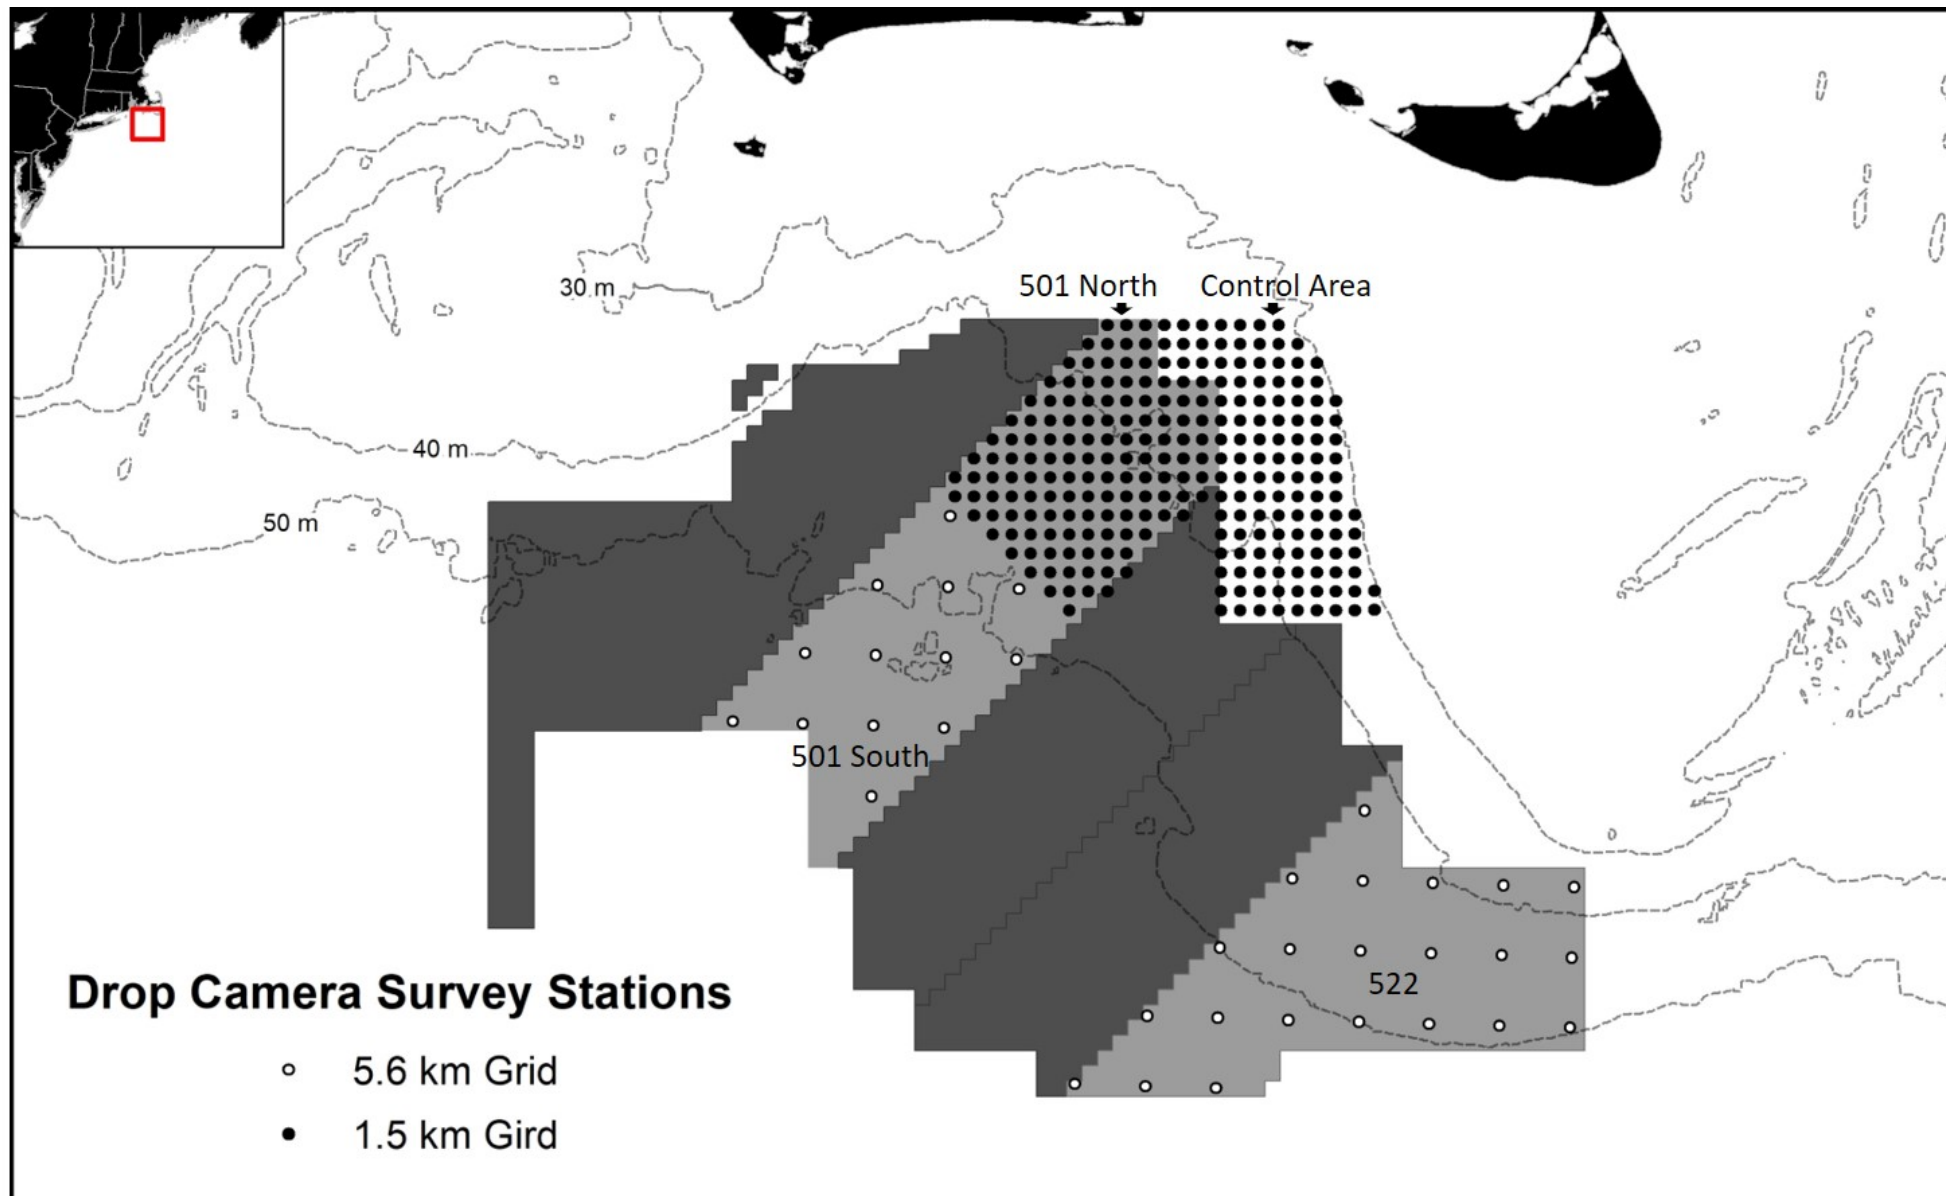 501 North
Control Area
30 m
40 m
50 m
501 South
522
Drop Camera Survey Stations
5.6 km Grid
1.5 km Gird